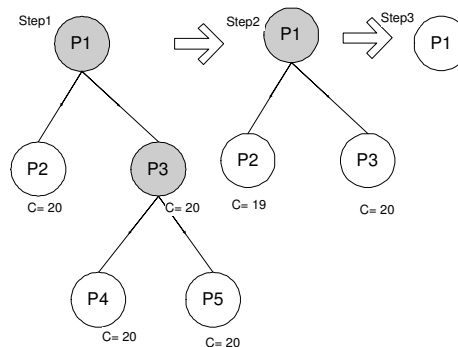 Step1
P1
P2
C= 20
P3
C= 20
P4
C= 20
P5
C= 20
Step2
P1
P2
C= 19
P3
C= 20
Step3
P1